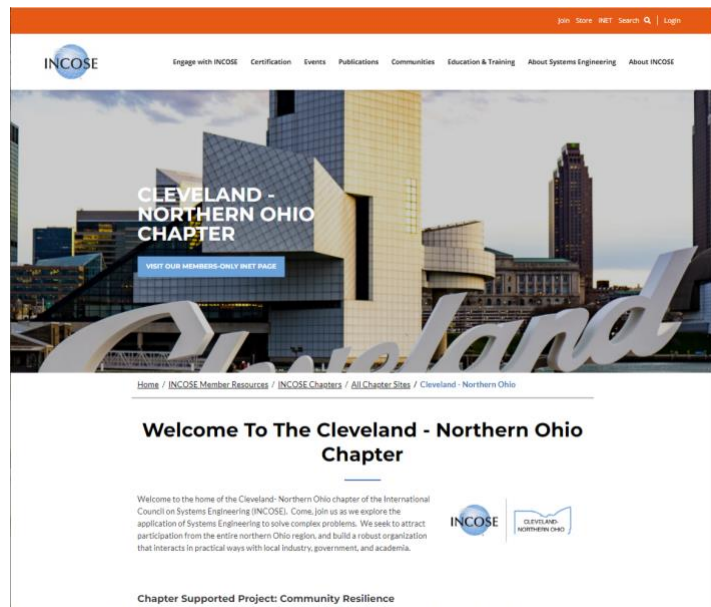 Join Store INET Search Login
INCOSE
Engage with INCOSE Certification Events Publications Communities Education & Training About Systems Engineering About INCOSE
CLEVELAND -
NORTHERN OHIO
CHAPTER
VISIT OUR MEMBERS-ONLY INET PAGE
Cleveland
Home / INCOSE Member Resources / INCOSE Chapters / All Chapter Sites / Cleveland - Northern Ohio
Welcome To The Cleveland - Northern Ohio
Chapter
Welcome to the home of the Cleveland- Northern Ohio chapter of the International
Council on Systems Engineering (INCOSE). Come, join us as we explore the
application of Systems Engineering to solve complex problems. We seek to attract
participation from the entire northern Ohio region, and build a robust organization
that interacts in practical ways with local industry, government, and academia.
INCOSE
CLEVELAND-
NORTHERN OHIO
Chapter Supported Project: Community Resilience